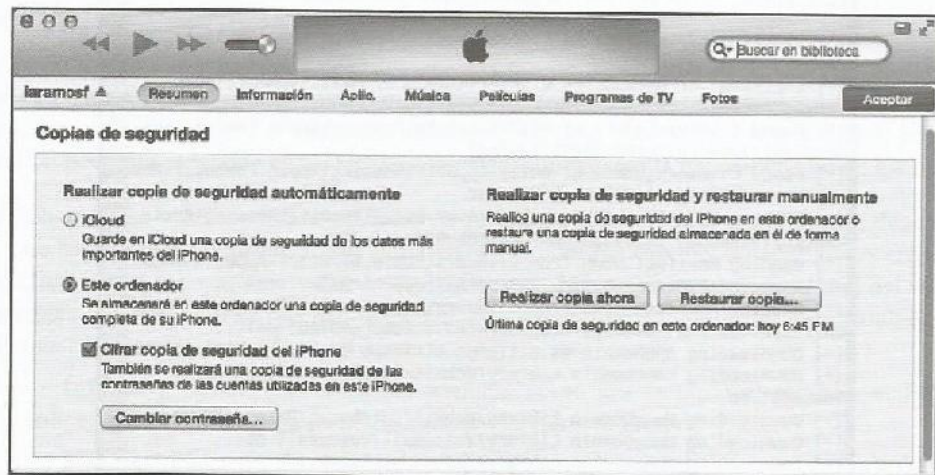 Buscar en biblioteca
laramosf
Resumen Información Aplic. Música Películas Programas de TV Fotos Aceptar
Copias de seguridad
Realizar copia de seguridad automáticamente
iCloud
Guarde en iCloud una copia de seguridad de los datos más
importantes del iPhone.
Este ordenador
Se almacenará en este ordenador una copia de seguridad
completa de su iPhone.
Cifrar copia de seguridad del iPhone
También se realizará una copia de seguridad de las
contraseñas de las cuentas utilizadas en este iPhone.
Cambiar contraseña...
Realizar copia de seguridad y restaurar manualmente
Realice una copia de seguridad del iPhone en este ordenador o
restaure una copia de seguridad almacenada en él de forma
manual.
Realizar copia ahora Restaurar copia...
Última copia de seguridad en este ordenador: hoy 6:45 PM